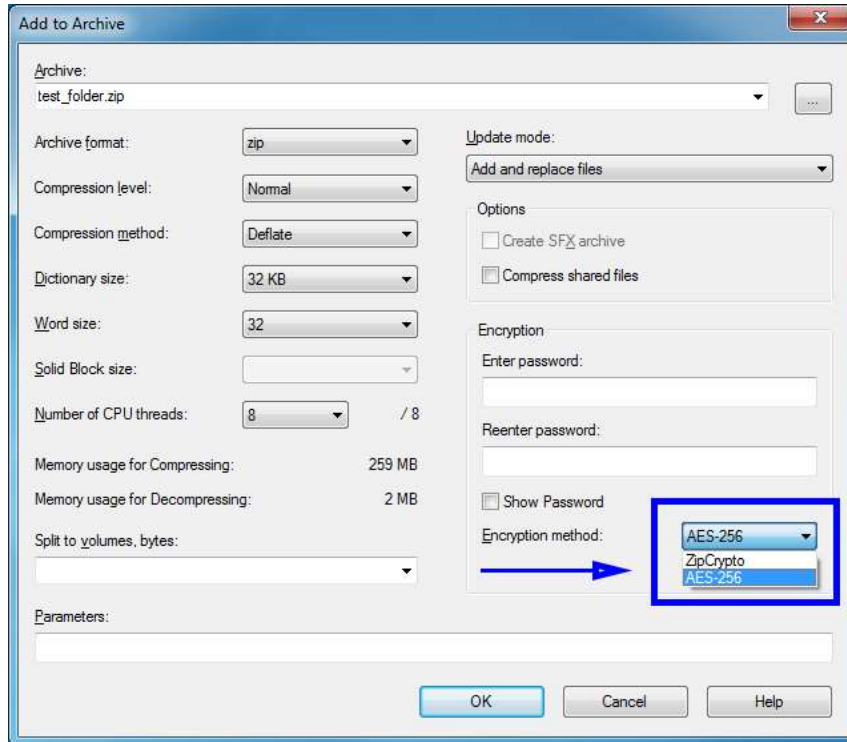 Add to Archive
Archive:
test_folder.zip
...
Archive format:
zip
Compression level:
Normal
Compression method:
Deflate
Dictionary size:
32 KB
Word size:
32
Solid Block size:
Number of CPU threads:
8
/ 8
Memory usage for Compressing:
259 MB
Memory usage for Decompressing:
2 MB
Split to volumes, bytes:
Update mode:
Add and replace files
Options
Create SFX archive
Compress shared files
Encryption
Enter password:
Reenter password:
Show Password
Encryption method:
AES-256
ZipCrypto
AES-256
Parameters:
OK
Cancel
Help